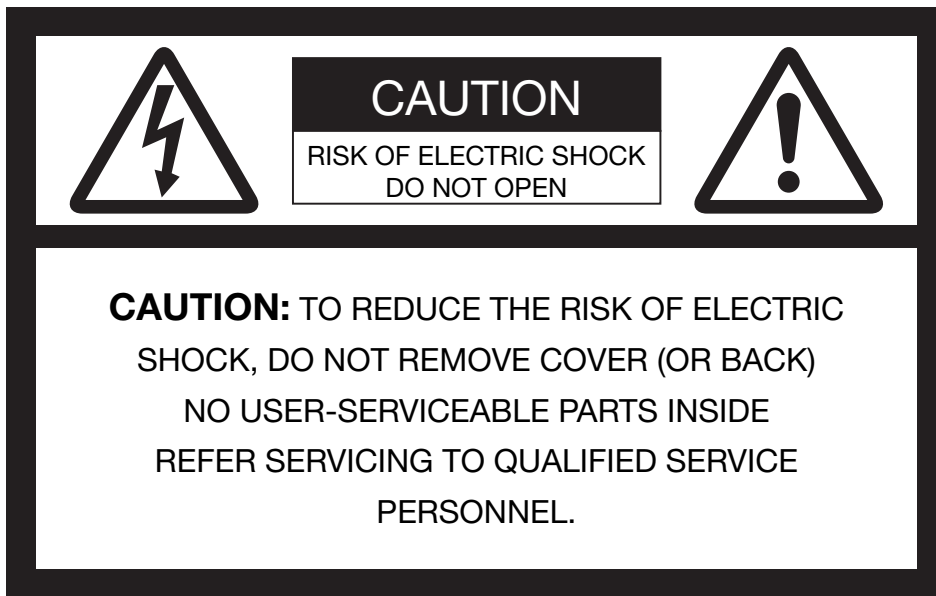 CAUTION
RISK OF ELECTRIC SHOCK
DO NOT OPEN
CAUTION: TO REDUCE THE RISK OF ELECTRIC
SHOCK, DO NOT REMOVE COVER (OR BACK)
NO USER-SERVICEABLE PARTS INSIDE
REFER SERVICING TO QUALIFIED SERVICE
PERSONNEL.